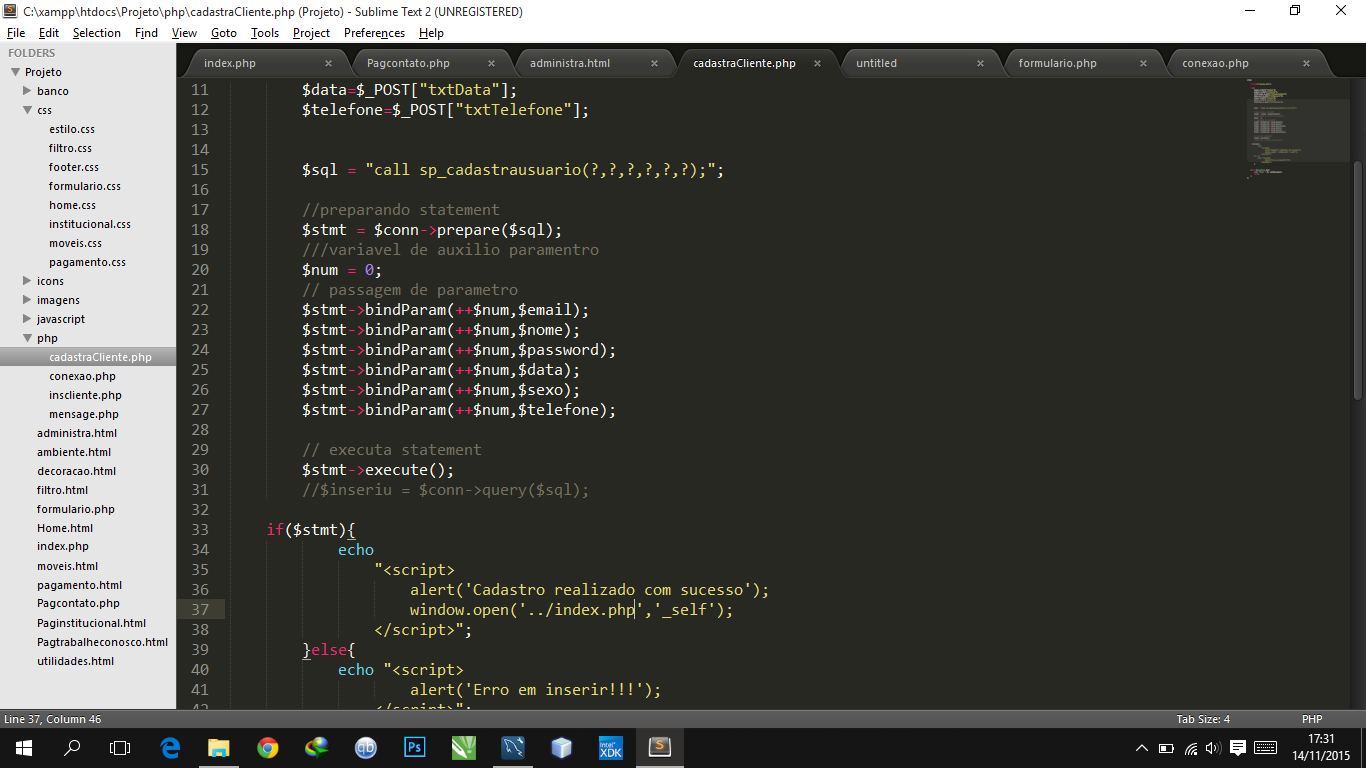 C:\xampp\htdocs\Projeto\php\cadastraCliente.php (Projeto) - Sublime Text 2 (UNREGISTERED)
File Edit Selection Find View Goto Tools Project Preferences Help
FOLDERS
Projeto
banco
css
estilo.css
filtro.css
footer.css
formulario.css
home.css
institucional.css
moveis.css
pagamento.css
icons
imagens
javascript
php
cadastraCliente.php
conexao.php
inscliente.php
mensage.php
administra.html
ambiente.html
decoracao.html
filtro.html
formulario.php
Home.html
index.php
moveis.html
pagamento.html
Pagcontato.php
Paginstitucional.html
Pagtrabalheconosco.html
utilidades.html
index.php × Pagcontato.php × administra.html × cadastraCliente.php × untitled × formulario.php × conexao.php ×
11 $data=$_POST["txtData"];
12 $telefone=$_POST["txtTelefone"];
13
14
15 $sql = "call sp_cadastrausuario(?,?,?,?,?,?);";
16
17 //preparando statement
18 $stmt = $conn->prepare($sql);
19 ///variavel de auxilio paramentro
20 $num = 0;
21 // passagem de parametro
22 $stmt->bindParam(++$num,$email);
23 $stmt->bindParam(++$num,$nome);
24 $stmt->bindParam(++$num,$password);
25 $stmt->bindParam(++$num,$data);
26 $stmt->bindParam(++$num,$sexo);
27 $stmt->bindParam(++$num,$telefone);
28
29 // executa statement
30 $stmt->execute();
31 //$inseriu = $conn->query($sql);
32
33 if($stmt){
34 echo
35 "<script>
36 alert('Cadastro realizado com sucesso');
37 window.open('../index.php','_self');
38 </script>";
39 }else{
40 echo "<script>
41 alert('Erro em inserir!!!');
42 </script>";
Line 37, Column 46 Tab Size: 4 PHP
qb Ps intel XDK S
17:31
14/11/2015